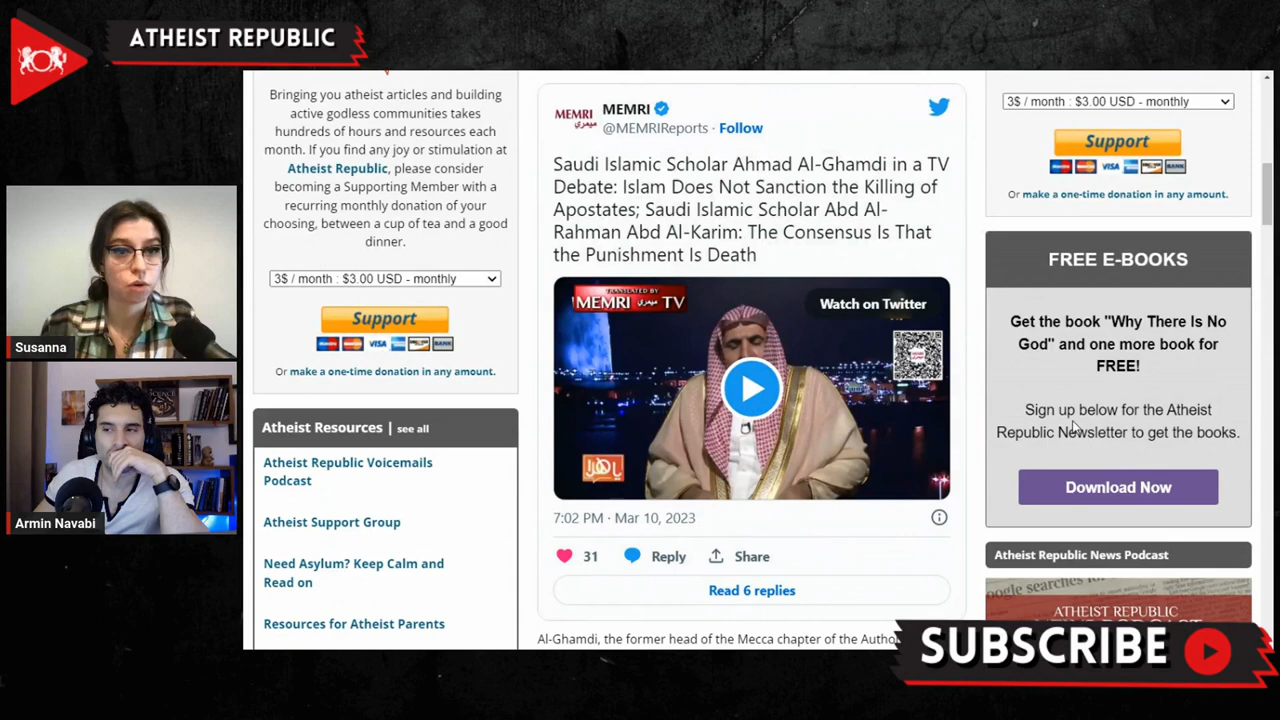 ATHEIST REPUBLIC
Susanna
Armin Navabi
Bringing you atheist articles and building
active godless communities takes
hundreds of hours and resources each
month. If you find any joy or stimulation at
Atheist Republic, please consider
becoming a Supporting Member with a
recurring monthly donation of your
choosing, between a cup of tea and a good
dinner.
3$ / month : $3.00 USD - monthly
Support
VISA
BANK
Or make a one-time donation in any amount.
Atheist Resources | see all
Atheist Republic Voicemails
Podcast
Atheist Support Group
Need Asylum? Keep Calm and
Read on
Resources for Atheist Parents
MEMRI
ميمري
MEMRI
@MEMRIReports · Follow
Saudi Islamic Scholar Ahmad Al-Ghamdi in a TV
Debate: Islam Does Not Sanction the Killing of
Apostates; Saudi Islamic Scholar Abd Al-
Rahman Abd Al-Karim: The Consensus Is That
the Punishment Is Death
TRANSLATED BY
MEMRI ميمري TV
Watch on Twitter
7:02 PM · Mar 10, 2023
31
Reply
Share
Read 6 replies
Al-Ghamdi, the former head of the Mecca chapter of the
3$ / month : $3.00 USD - monthly
Support
VISA
BANK
Or make a one-time donation in any amount.
FREE E-BOOKS
Get the book "Why There Is No
God" and one more book for
FREE!
Sign up below for the Atheist
Republic Newsletter to get the books.
Download Now
Atheist Republic News Podcast
ATHEIST REPUBLIC
SUBSCRIBE